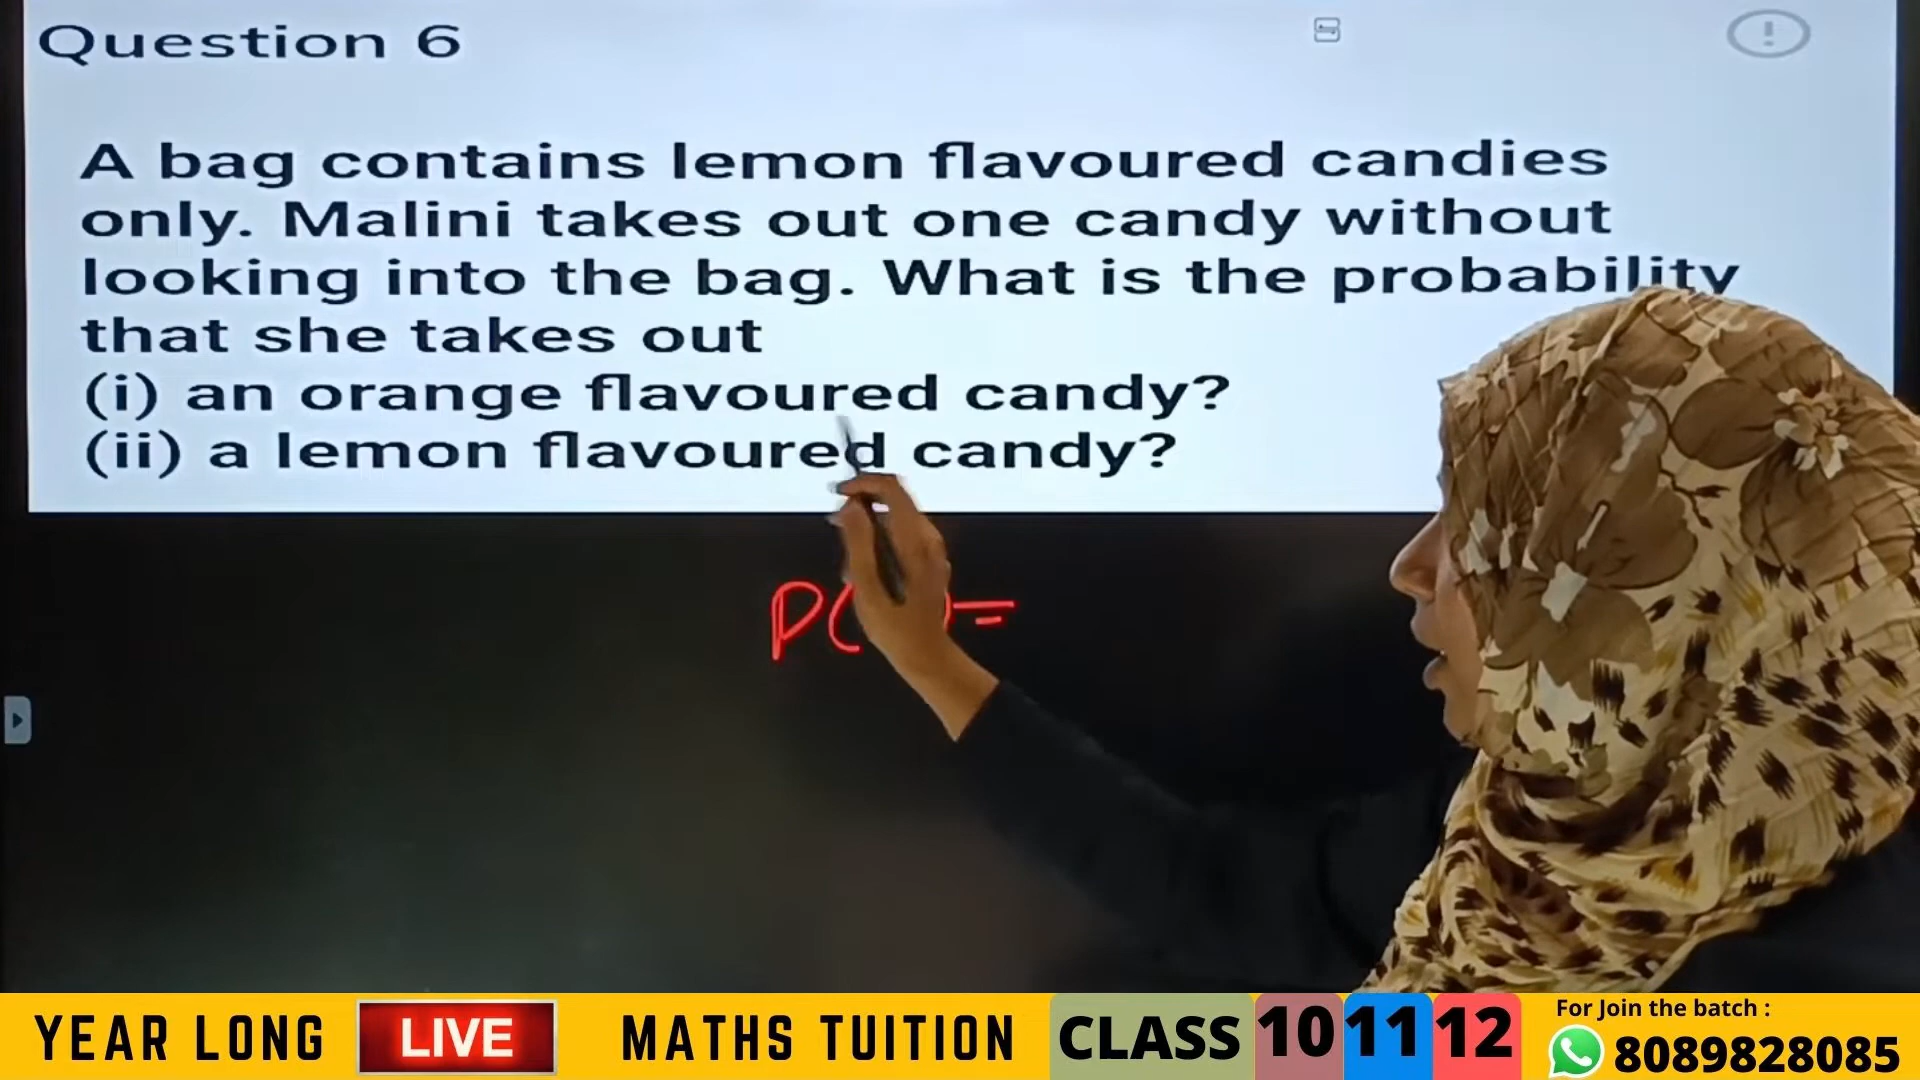 Question 6
A bag contains lemon flavoured candies
only. Malini takes out one candy without
looking into the bag. What is the probability
that she takes out
(i) an orange flavoured candy?
(ii) a lemon flavoured candy?
P( )=
YEAR LONG LIVE MATHS TUITION CLASS 10 11 12
For Join the batch :
8089828085